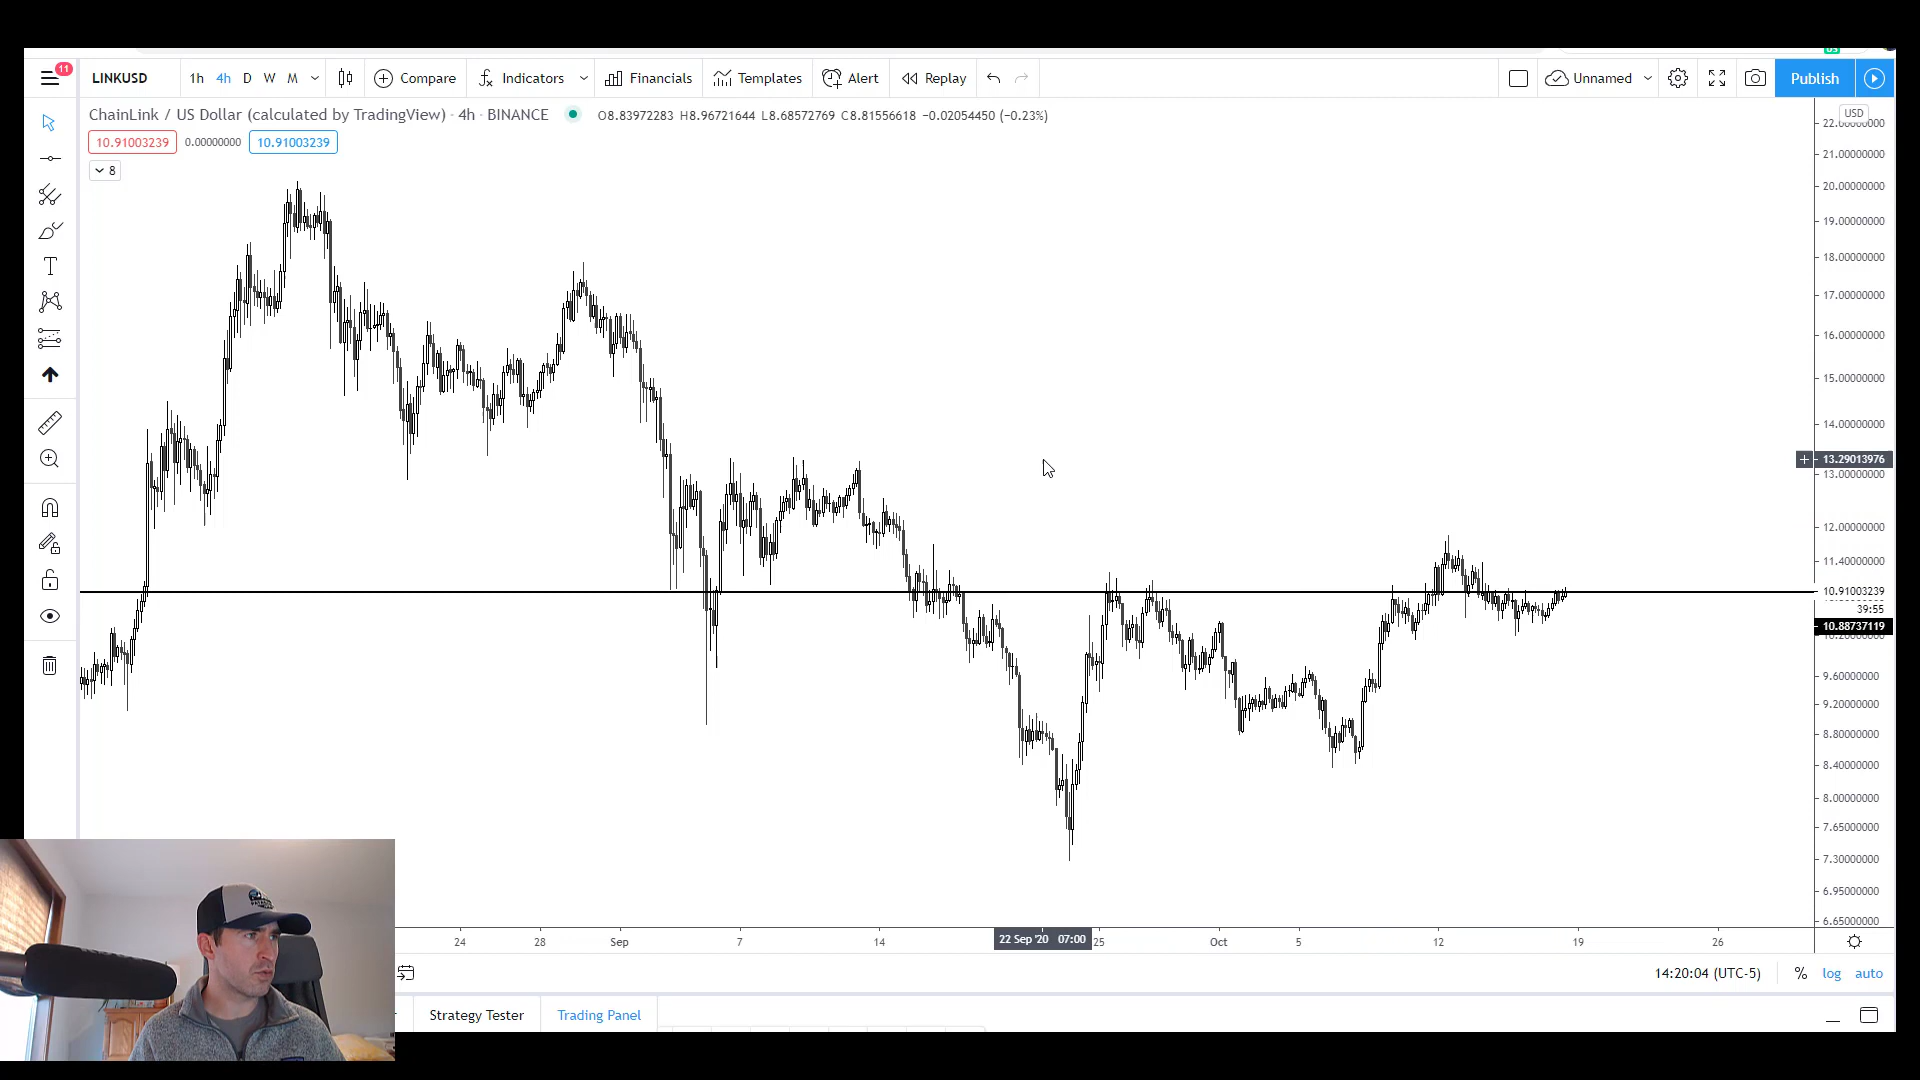 11
LINKUSD
1h 4h D W M
Compare
Indicators
Financials
Templates
Alert
Replay
Unnamed
Publish
ChainLink / US Dollar (calculated by TradingView) · 4h · BINANCE
O8.83972283 H8.96721644 L8.68572769 C8.81556618 −0.02054450 (−0.23%)
10.91003239 0.00000000 10.91003239
8
USD
21.00000000
20.00000000
19.00000000
18.00000000
17.00000000
16.00000000
15.00000000
14.00000000
13.29013976
13.00000000
12.00000000
11.40000000
10.91003239
39:55
10.88737119
9.60000000
9.20000000
8.80000000
8.40000000
8.00000000
7.65000000
7.30000000
6.95000000
6.65000000
24 28 Sep 7 14 22 Sep '20 07:00 25 Oct 5 12 19 26
14:20:04 (UTC-5) % log auto
Strategy Tester
Trading Panel